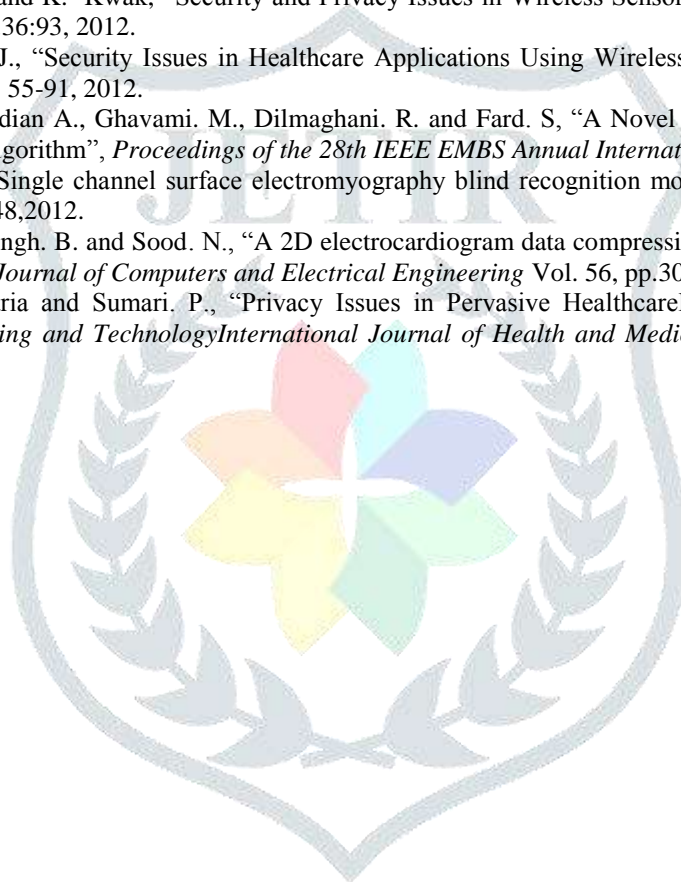 and K. Kwak, "Security and Privacy Issues in Wireless Sensor
36:93, 2012.
J., "Security Issues in Healthcare Applications Using Wireless
55-91, 2012.
dian A., Ghavami. M., Dilmaghani. R. and Fard. S, "A Novel
lgorithm", Proceedings of the 28th IEEE EMBS Annual Internat
Single channel surface electromyography blind recognition mo
48,2012.
ngh. B. and Sood. N., "A 2D electrocardiogram data compressi
Journal of Computers and Electrical Engineering Vol. 56, pp.30
aria and Sumari. P., "Privacy Issues in Pervasive Healthcare
ing and TechnologyInternational Journal of Health and Medic
JETIR